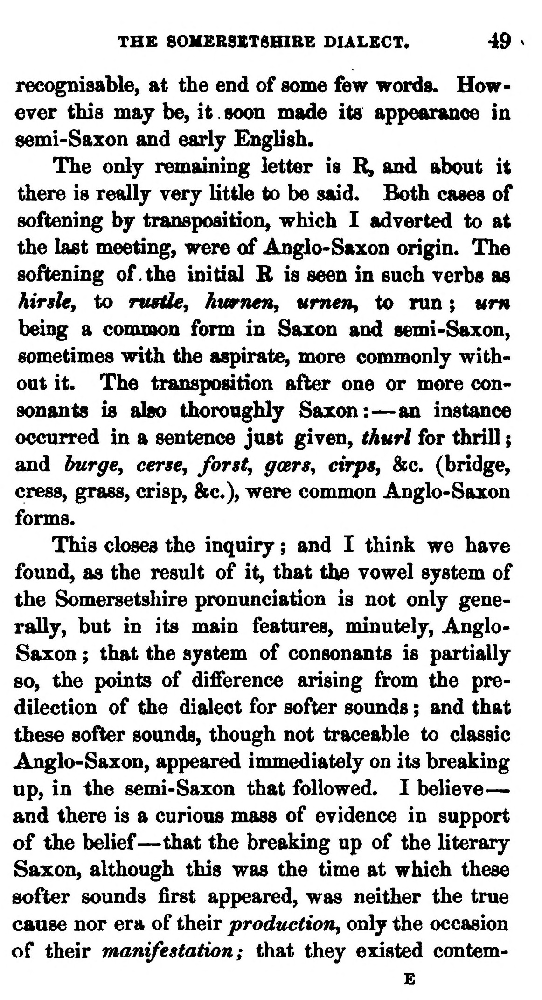 THE SOMERSETSHIRE DIALECT. 49
recognisable, at the end of some few words. How-
ever this may be, it soon made its appearance in
semi-Saxon and early English.
The only remaining letter is R, and about it
there is really very little to be said. Both cases of
softening by transposition, which I adverted to at
the last meeting, were of Anglo-Saxon origin. The
softening of the initial R is seen in such verbs as
hirsle, to rustle, hurnen, urnen, to run; urn
being a common form in Saxon and semi-Saxon,
sometimes with the aspirate, more commonly with-
out it. The transposition after one or more con-
sonants is also thoroughly Saxon:—an instance
occurred in a sentence just given, thurl for thrill;
and burge, cerse, forst, gœrs, cirps, &c. (bridge,
cress, grass, crisp, &c.), were common Anglo-Saxon
forms.
This closes the inquiry; and I think we have
found, as the result of it, that the vowel system of
the Somersetshire pronunciation is not only gene-
rally, but in its main features, minutely, Anglo-
Saxon; that the system of consonants is partially
so, the points of difference arising from the pre-
dilection of the dialect for softer sounds; and that
these softer sounds, though not traceable to classic
Anglo-Saxon, appeared immediately on its breaking
up, in the semi-Saxon that followed. I believe—
and there is a curious mass of evidence in support
of the belief—that the breaking up of the literary
Saxon, although this was the time at which these
softer sounds first appeared, was neither the true
cause nor era of their production, only the occasion
of their manifestation; that they existed contem-
E